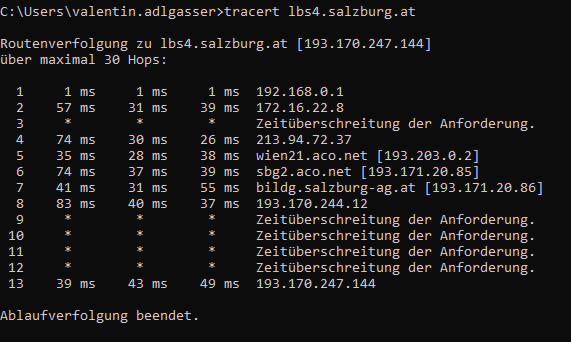 C:\Users\valentin.adlgasser>tracert lbs4.salzburg.at
Routenverfolgung zu lbs4.salzburg.at [193.170.247.144]
über maximal 30 Hops:
1 1 ms 1 ms 1 ms 192.168.0.1
2 57 ms 31 ms 39 ms 172.16.22.8
3 * * * Zeitüberschreitung der Anforderung.
4 74 ms 30 ms 26 ms 213.94.72.37
5 35 ms 28 ms 38 ms wien21.aco.net [193.203.0.2]
6 74 ms 37 ms 39 ms sbg2.aco.net [193.171.20.85]
7 41 ms 31 ms 55 ms bildg.salzburg-ag.at [193.171.20.86]
8 83 ms 40 ms 37 ms 193.170.244.12
9 * * * Zeitüberschreitung der Anforderung.
10 * * * Zeitüberschreitung der Anforderung.
11 * * * Zeitüberschreitung der Anforderung.
12 * * * Zeitüberschreitung der Anforderung.
13 39 ms 43 ms 49 ms 193.170.247.144
Ablaufverfolgung beendet.